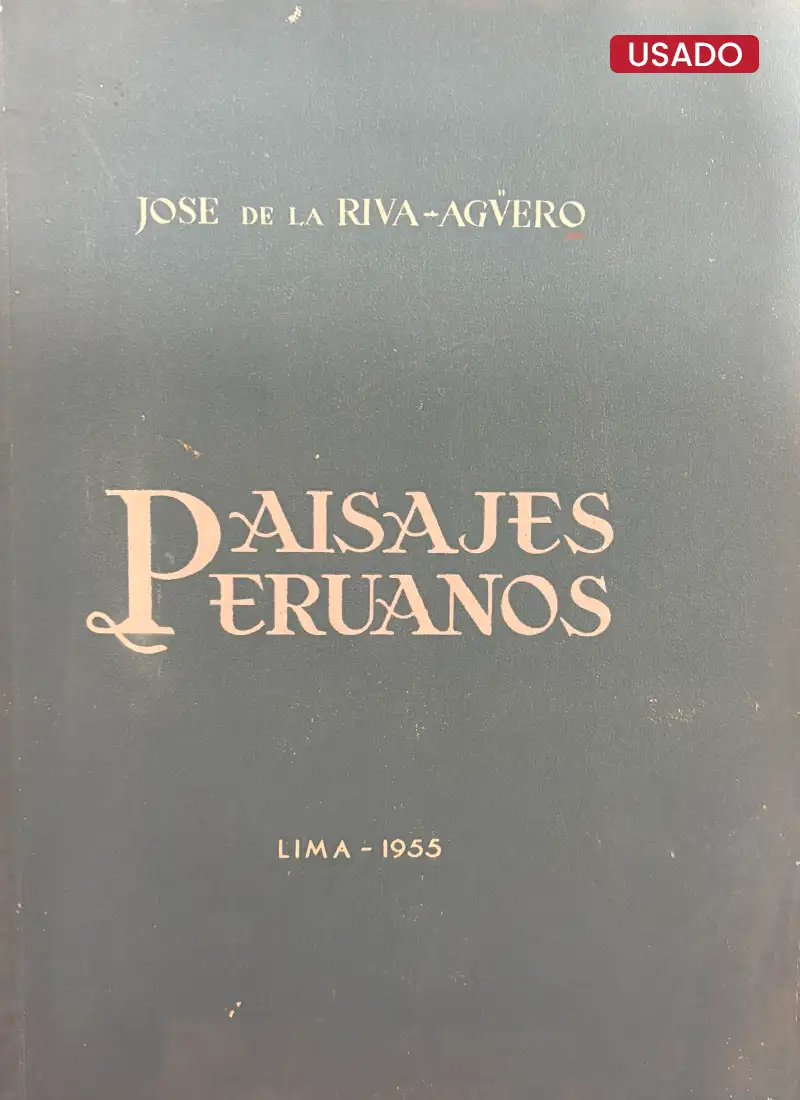 USADO
JOSE DE LA RIVA-AGÜERO
PAISAJES
PERUANOS
LIMA - 1955